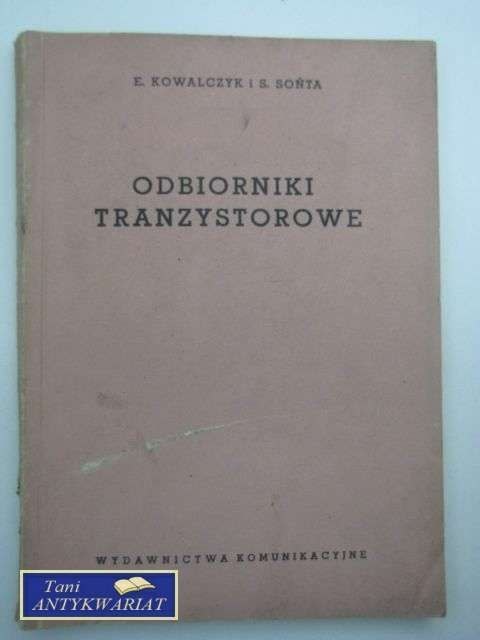 E. KOWALCZYK i S. SOŃTA
ODBIORNIKI
TRANZYSTOROWE
WYDAWNICTWA KOMUNIKACYJNE
Tani
ANTYKWARIAT